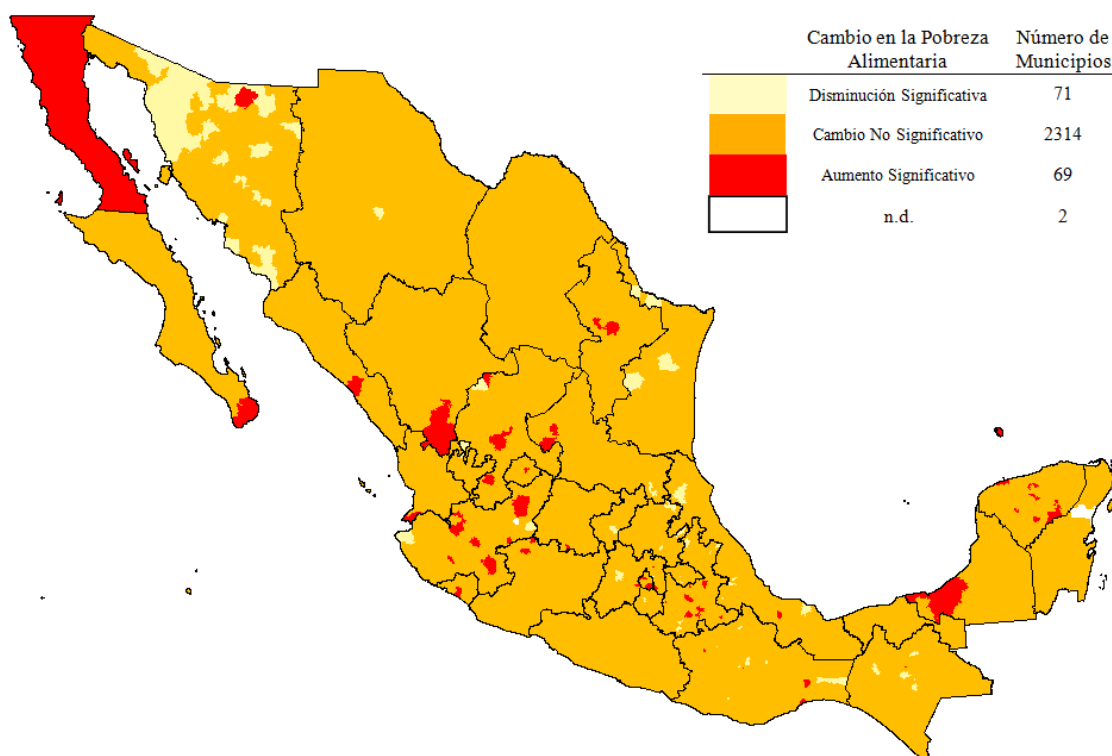 Cambio en la Pobreza Número de
Alimentaria Municipios
Disminución Significativa 71
Cambio No Significativo 2314
Aumento Significativo 69
n.d. 2